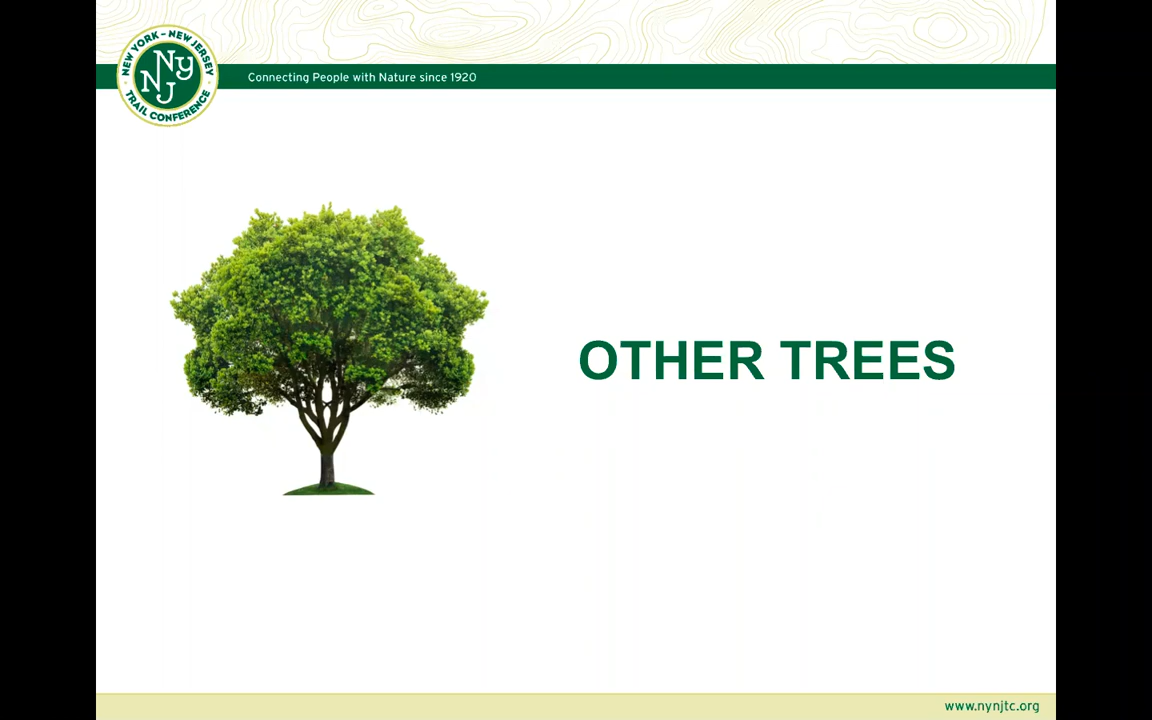 NEW YORK - NEW JERSEY
NY
NJ
TRAIL CONFERENCE
Connecting People with Nature since 1920
OTHER TREES
www.nynjtc.org